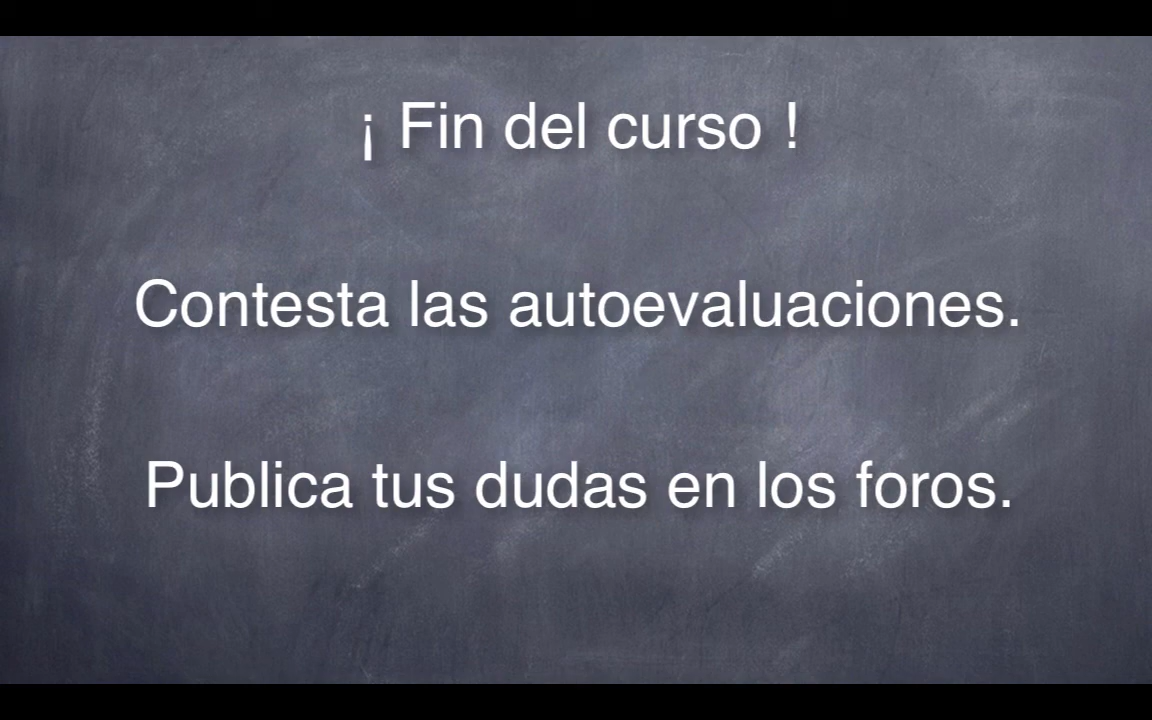 ¡ Fin del curso !
Contesta las autoevaluaciones.
Publica tus dudas en los foros.